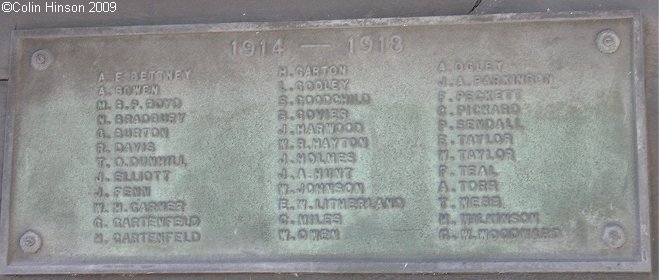 ©Colin Hinson 2009
1914 — 1918
A. E. BETTNEY
A. BOWEN
M. B. P. BOYD
N. BRADBURY
G. BURTON
R. DAVIS
T. O. DUNHILL
J. ELLIOTT
J. FENN
W. H. GARNER
G. GARTENFELD
M. GARTENFELD
H. GARTON
L. GODLEY
S. GOODCHILD
B. GOVIER
J. HARWOOD
W. R. HAYTON
J. HOLMES
J. A. HUNT
W. JOHNSON
E. W. LITHERLAND
G. MILES
W. OWEN
A. OGLEY
J. A. PARKINSON
F. PECKETT
C. PICKARD
P. SENDALL
E. TAYLOR
W. TAYLOR
F. TEAL
A. TORR
T. WEBB
M. WILKINSON
G. W. WOODWARD